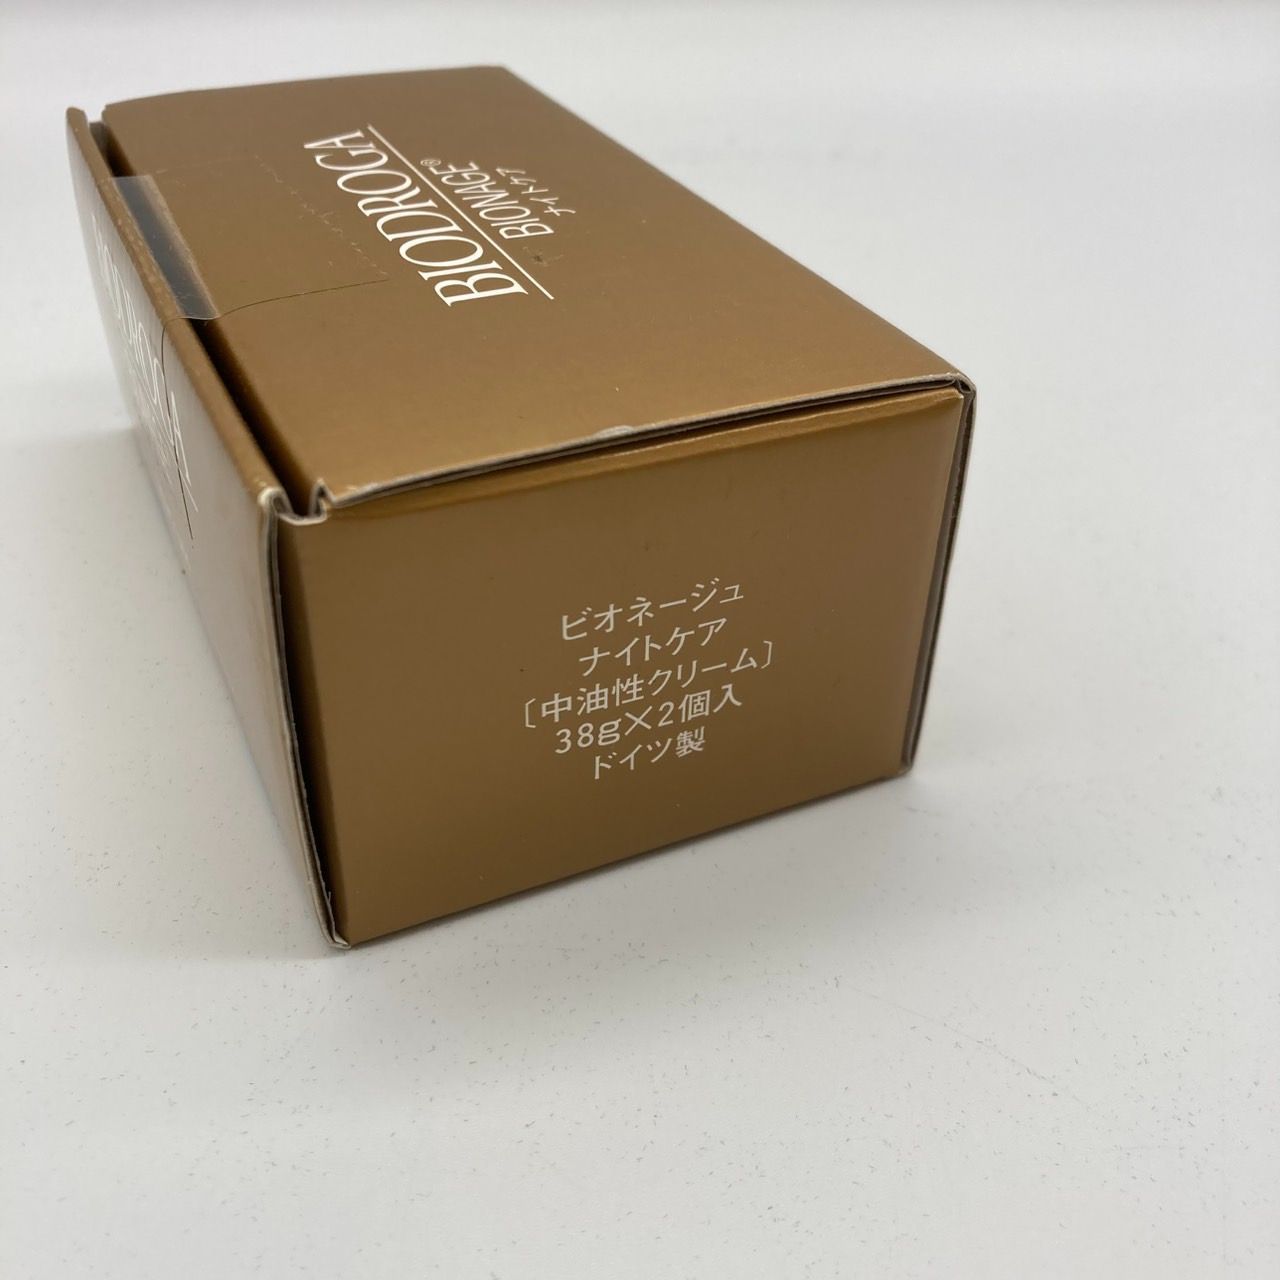 BIODROGA
BIONAGE®
ナイトケア
ビオネージュ
ナイトケア
〔中油性クリーム〕
38g×2個入
ドイツ製